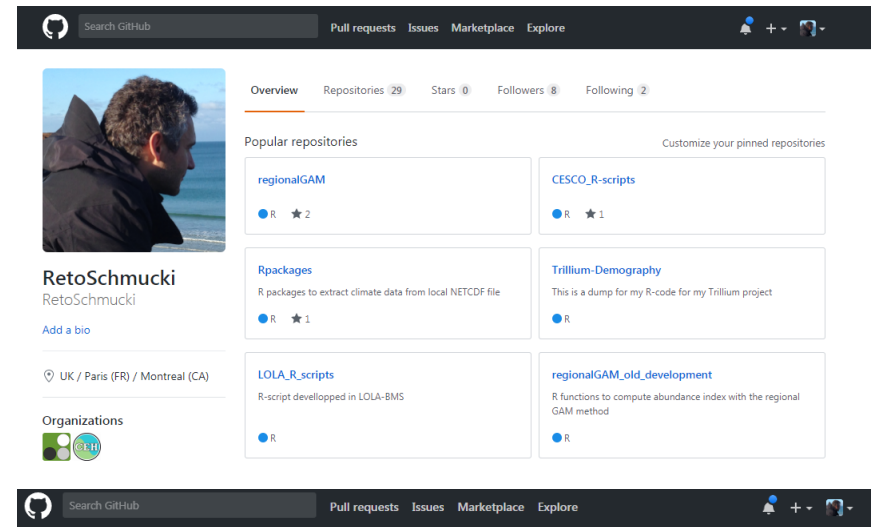 Search GitHub Pull requests Issues Marketplace Explore
Overview Repositories 29 Stars 0 Followers 8 Following 2
Popular repositories Customize your pinned repositories
regionalGAM
R 2
CESCO_R-scripts
R 1
RetoSchmucki
RetoSchmucki
Add a bio
UK / Paris (FR) / Montreal (CA)
Organizations
CEH
Rpackages
R packages to extract climate data from local NETCDF file
R 1
Trillium-Demography
This is a dump for my R-code for my Trillium project
R
LOLA_R_scripts
R-script devellopped in LOLA-BMS
R
regionalGAM_old_development
R functions to compute abundance index with the regional
GAM method
R
Search GitHub Pull requests Issues Marketplace Explore